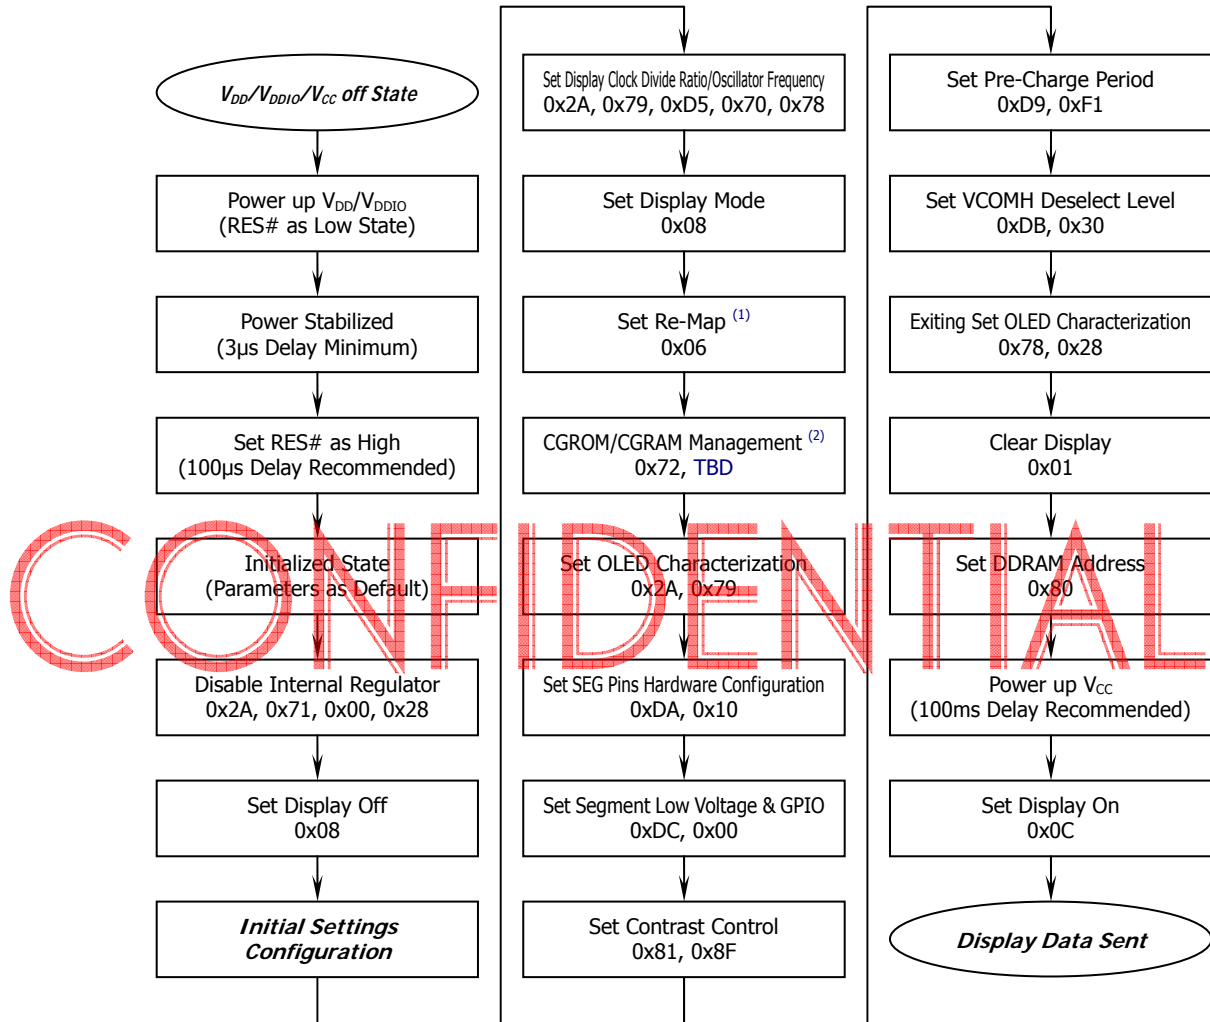 V_DD/V_DDIO/V_CC off State
Power up V_DD/V_DDIO
(RES# as Low State)
Power Stabilized
(3µs Delay Minimum)
Set RES# as High
(100µs Delay Recommended)
Initialized State
(Parameters as Default)
Disable Internal Regulator
0x2A, 0x71, 0x00, 0x28
Set Display Off
0x08
Initial Settings
Configuration
Set Display Clock Divide Ratio/Oscillator Frequency
0x2A, 0x79, 0xD5, 0x70, 0x78
Set Display Mode
0x08
Set Re-Map (1)
0x06
CGROM/CGRAM Management (2)
0x72, TBD
Set OLED Characterization
0x2A, 0x79
Set SEG Pins Hardware Configuration
0xDA, 0x10
Set Segment Low Voltage & GPIO
0xDC, 0x00
Set Contrast Control
0x81, 0x8F
Set Pre-Charge Period
0xD9, 0xF1
Set VCOMH Deselect Level
0xDB, 0x30
Exiting Set OLED Characterization
0x78, 0x28
Clear Display
0x01
Set DDRAM Address
0x80
Power up V_CC
(100ms Delay Recommended)
Set Display On
0x0C
Display Data Sent
CONFIDENTIAL